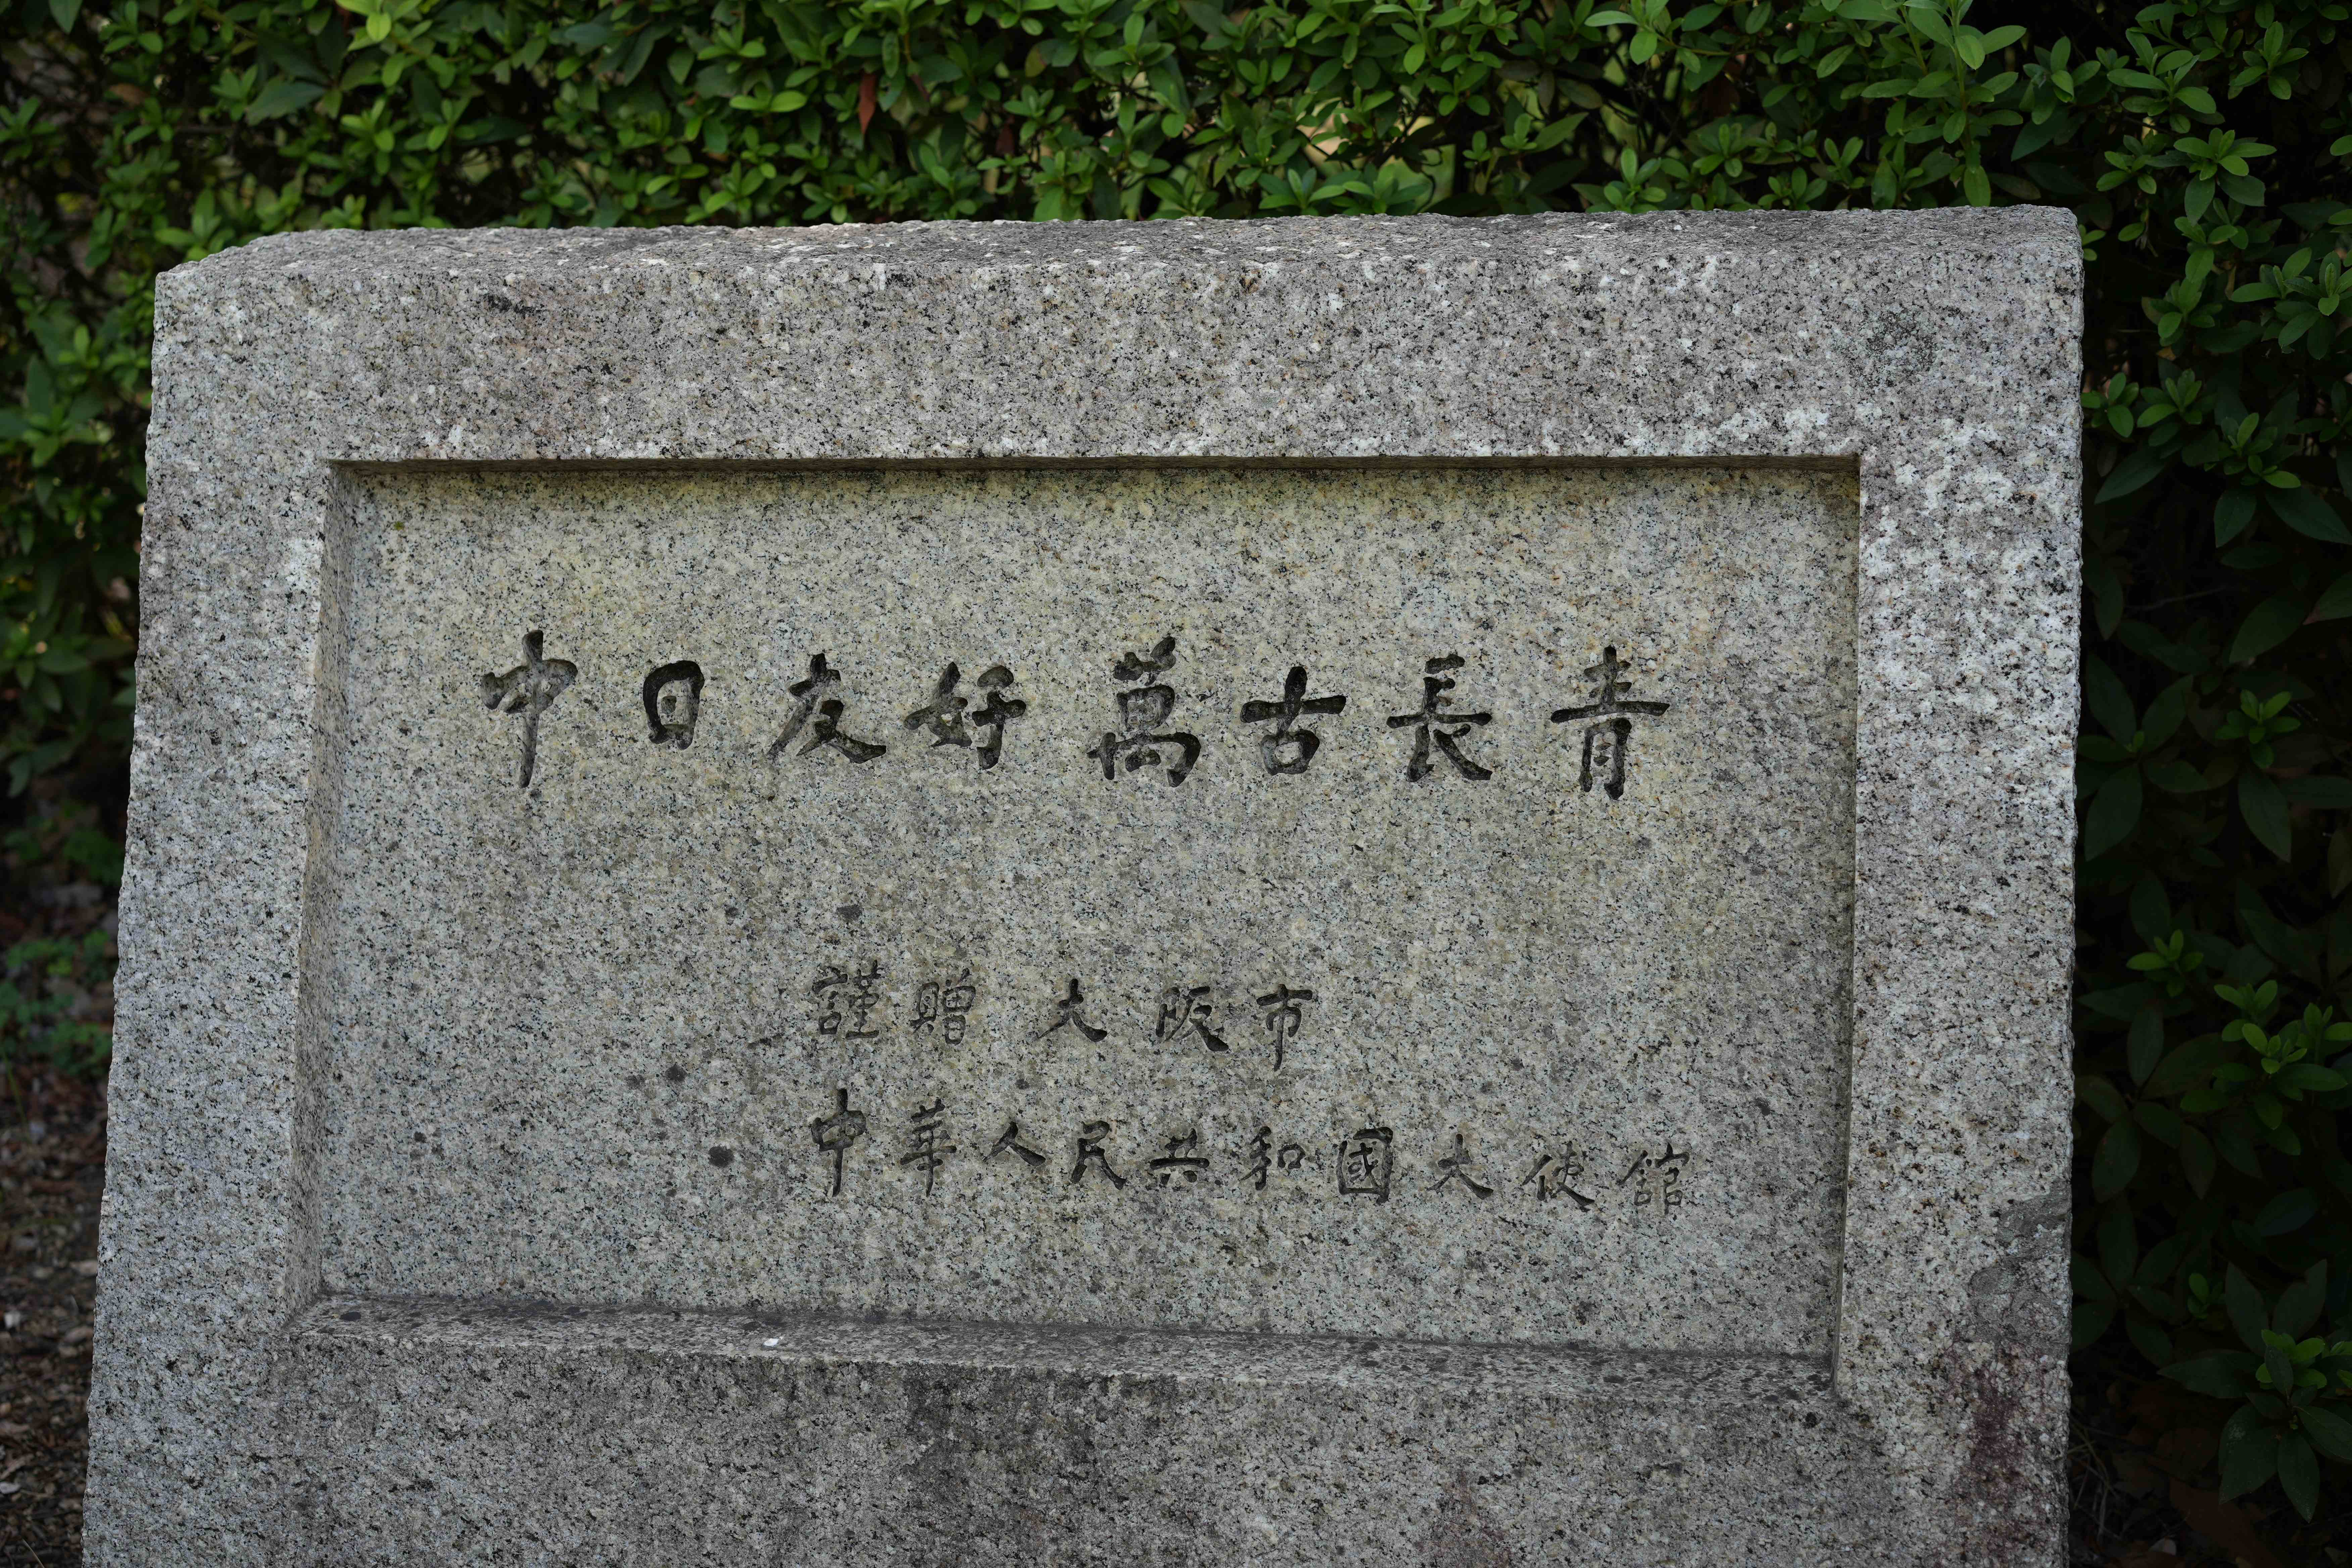 中日友好 萬古長青
謹贈 大阪市
中華人民共和國大使館